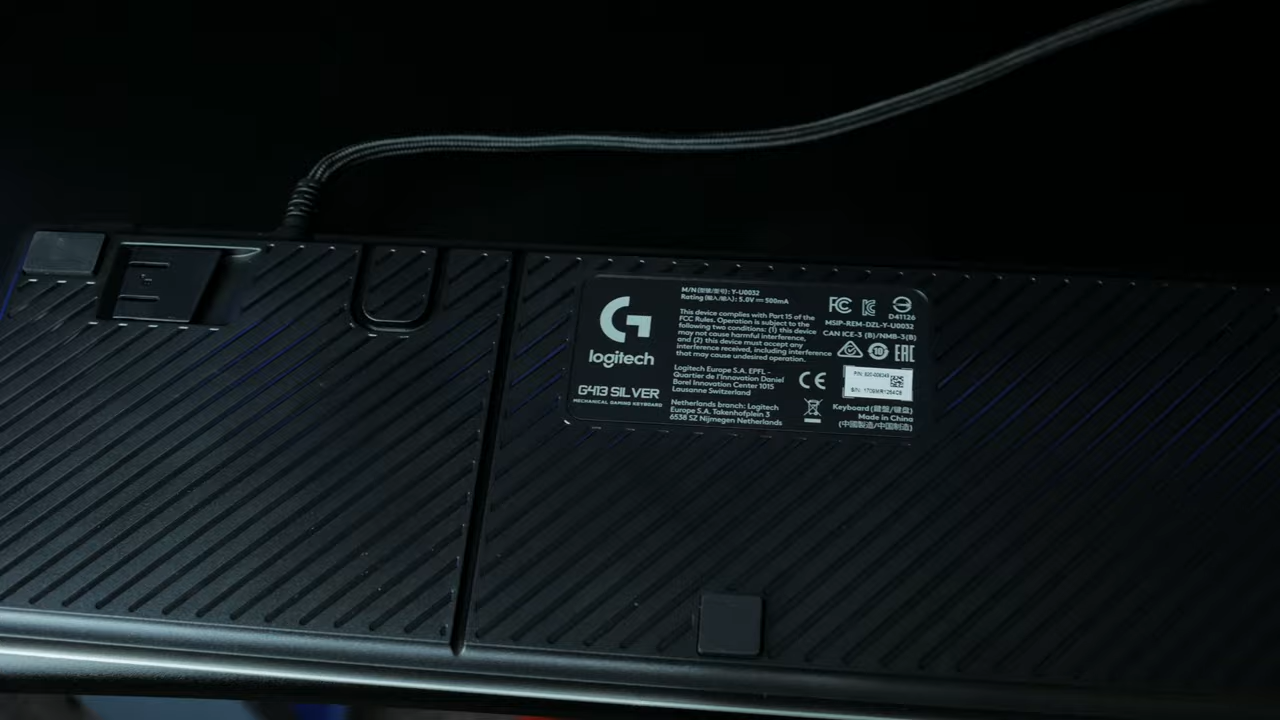 logitech
G413 SILVER
MECHANICAL GAMING KEYBOARD
M/N(型號/型号): Y-U0032
Rating(輸入/输入): 5.0V 500mA
This device complies with Part 15 of the
FCC Rules. Operation is subject to the
following two conditions: (1) this device
may not cause harmful interference,
and (2) this device must accept any
interference received, including interference
that may cause undesired operation.
Logitech Europe S.A. EPFL -
Quartier de l'Innovation Daniel
Borel Innovation Center 1015
Lausanne Switzerland
Netherlands branch: Logitech
Europe S.A. Takenhofplein 3
6538 SZ Nijmegen Netherlands
FC
D41126
MSIP-REM-DZL-Y-U0032
CAN ICE-3 (B)/NMB-3(B)
10
EAC
CE
P/N:
S/N:
Keyboard (鍵盤/键盘)
Made in China
(中國製造/中国制造)